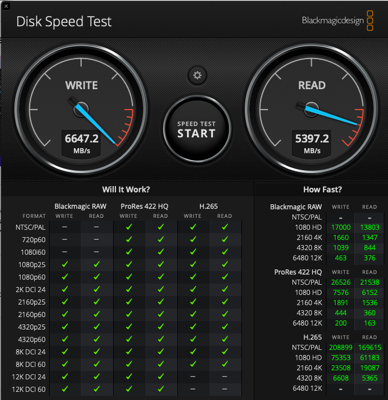 Disk Speed Test
Blackmagicdesign
WRITE
6647.2
MB/s
SPEED TEST
START
READ
5397.2
MB/s
Will It Work?
Blackmagic RAW ProRes 422 HQ H.265
FORMAT WRITE READ WRITE READ WRITE READ
NTSC/PAL – – ✓ ✓ ✓ ✓
720p60 – – ✓ ✓ ✓ ✓
1080i60 – – ✓ ✓ ✓ ✓
1080p25 ✓ ✓ ✓ ✓ ✓ ✓
1080p60 ✓ ✓ ✓ ✓ ✓ ✓
2K DCI 24 ✓ ✓ ✓ ✓ ✓ ✓
2160p25 ✓ ✓ ✓ ✓ ✓ ✓
2160p60 ✓ ✓ ✓ ✓ ✓ ✓
4320p25 ✓ ✓ ✓ ✓ ✓ ✓
4320p60 ✓ ✓ ✓ ✓ ✓ ✓
8K DCI 24 ✓ ✓ ✓ ✓ ✓ ✓
8K DCI 60 ✓ ✓ ✓ ✓ ✓ ✓
12K DCI 24 ✓ ✓ ✓ ✓ – –
12K DCI 60 ✓ ✓ ✓ ✓ – –
How Fast?
Blackmagic RAW WRITE READ
NTSC/PAL – –
1080 HD 17000 13803
2160 4K 1660 1347
4320 8K 1039 844
6480 12K 463 376
ProRes 422 HQ WRITE READ
NTSC/PAL 26526 21538
1080 HD 7576 6152
2160 4K 1891 1536
4320 8K 444 360
6480 12K 200 163
H.265 WRITE READ
NTSC/PAL 208899 169615
1080 HD 75353 61183
2160 4K 23508 19087
4320 8K 6608 5365
6480 12K – –